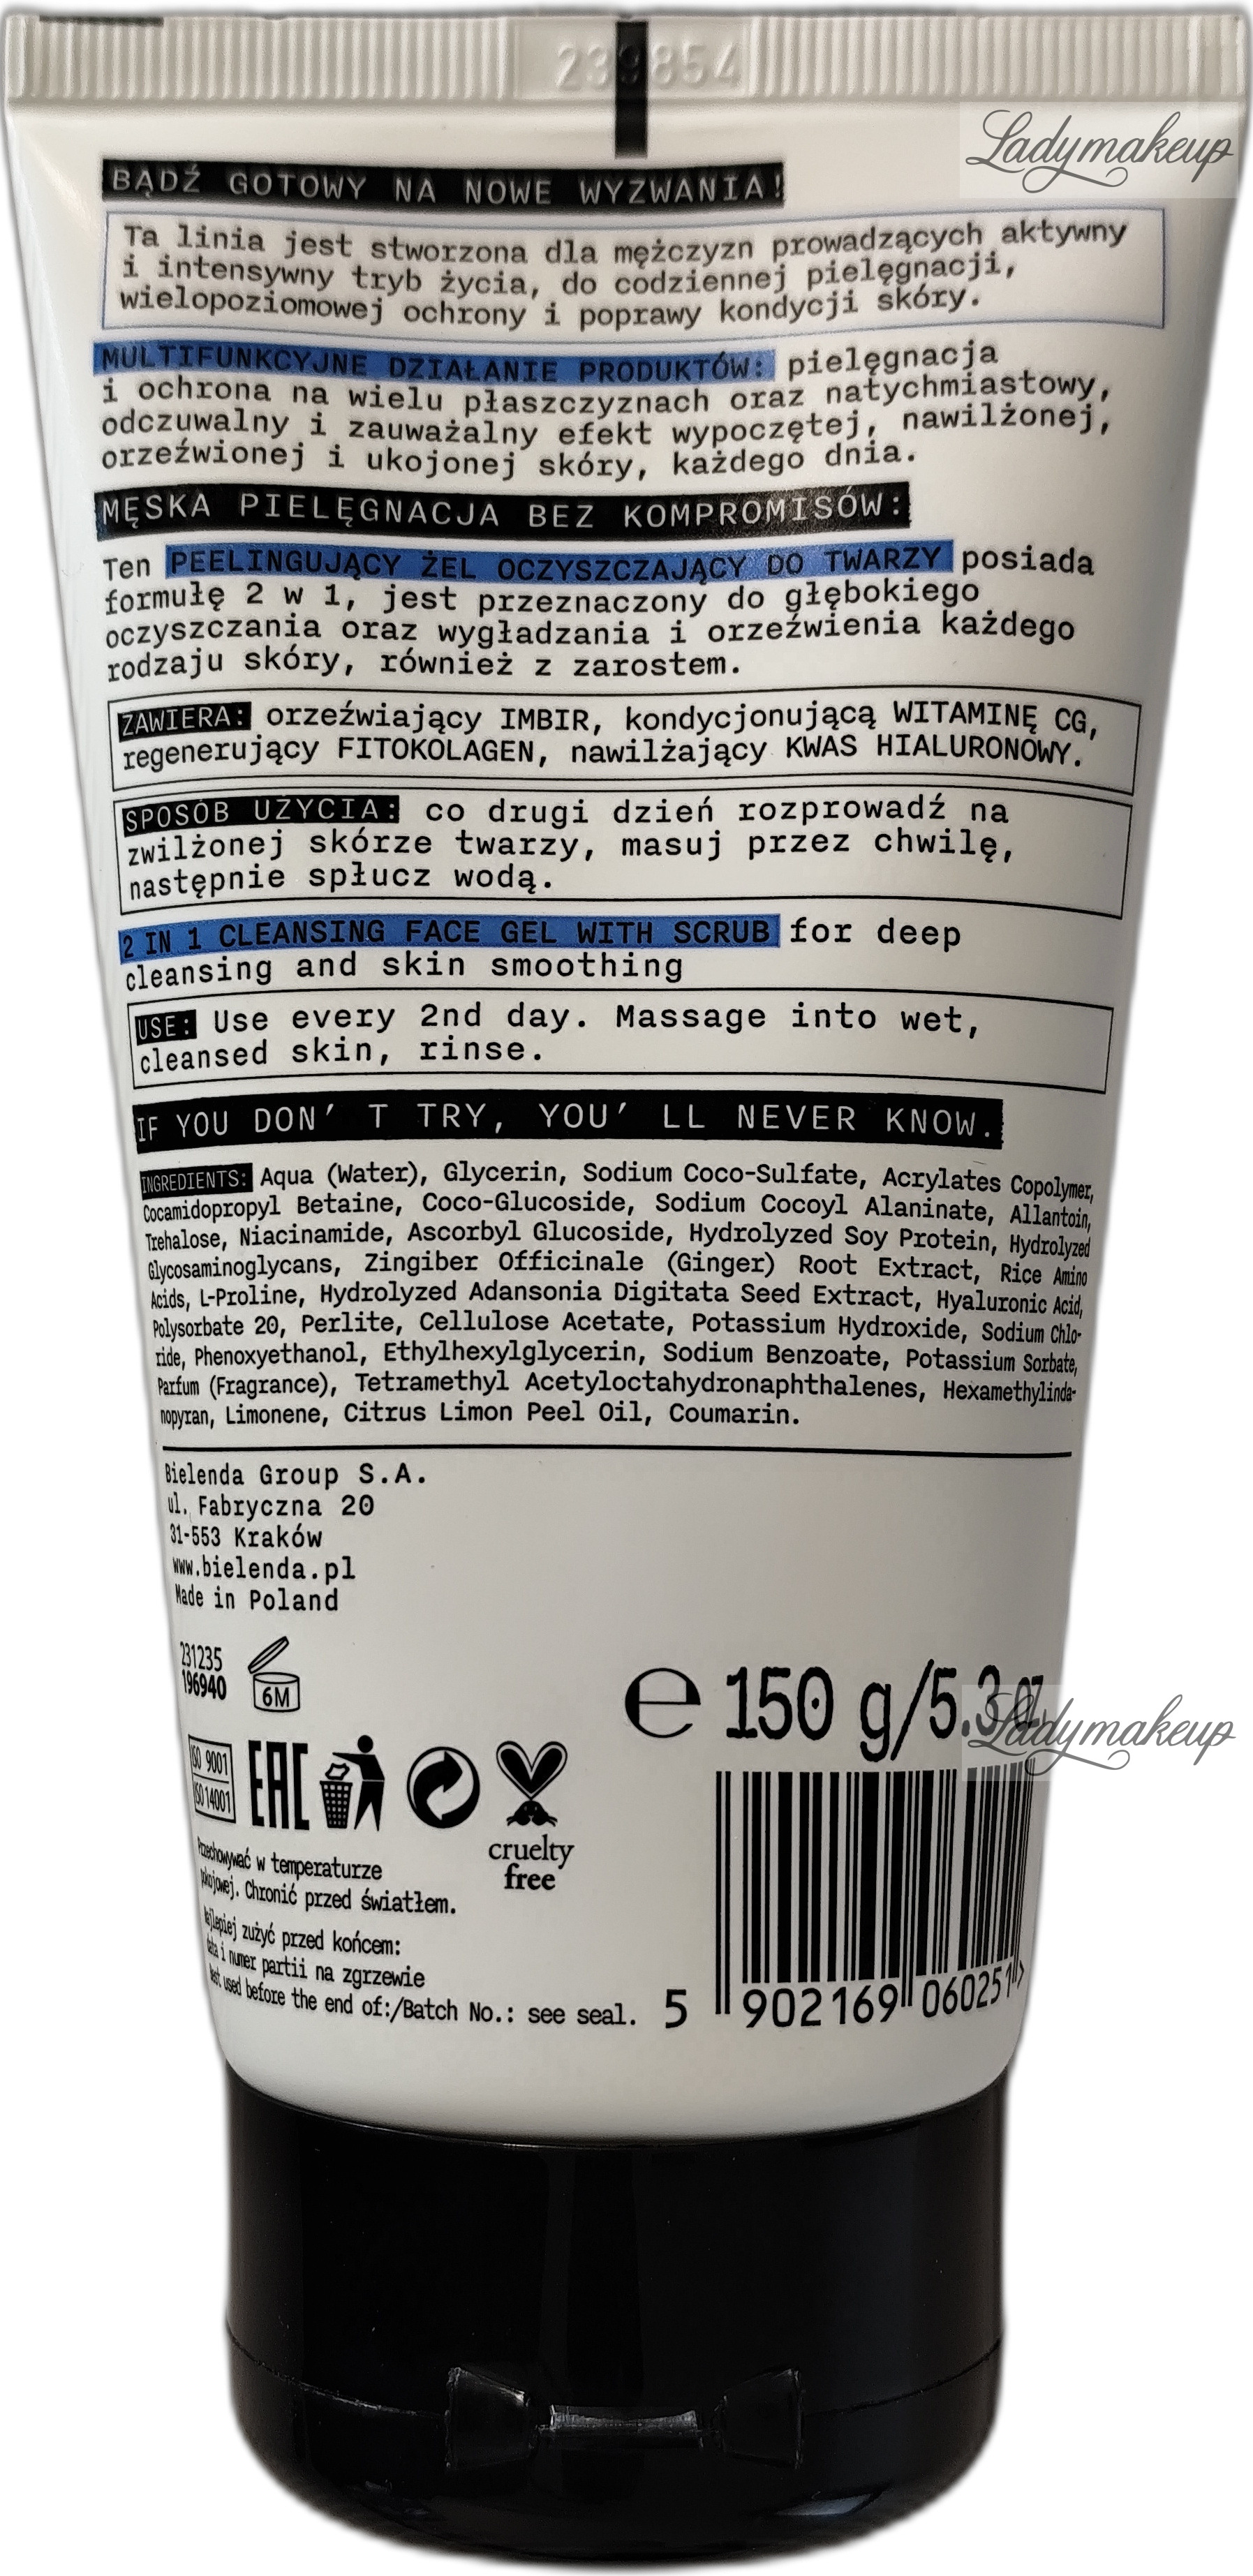 239854
Ladymakeup
BĄDŹ GOTOWY NA NOWE WYZWANIA!
Ta linia jest stworzona dla mężczyzn prowadzących aktywny
i intensywny tryb życia, do codziennej pielęgnacji,
wielopoziomowej ochrony i poprawy kondycji skóry.
MULTIFUNKCYJNE DZIAŁANIE PRODUKTÓW: pielęgnacja
i ochrona na wielu płaszczyznach oraz natychmiastowy,
odczuwalny i zauważalny efekt wypoczętej, nawilżonej,
orzeźwionej i ukojonej skóry, każdego dnia.
MĘSKA PIELĘGNACJA BEZ KOMPROMISÓW:
Ten PEELINGUJĄCY ŻEL OCZYSZCZAJĄCY DO TWARZY posiada
formułę 2 w 1, jest przeznaczony do głębokiego
oczyszczania oraz wygładzania i orzeźwienia każdego
rodzaju skóry, również z zarostem.
ZAWIERA: orzeźwiający IMBIR, kondycjonującą WITAMINĘ CG,
regenerujący FITOKOLAGEN, nawilżający KWAS HIALURONOWY.
SPOSÓB UŻYCIA: co drugi dzień rozprowadź na
zwilżonej skórze twarzy, masuj przez chwilę,
następnie spłucz wodą.
2 IN 1 CLEANSING FACE GEL WITH SCRUB for deep
cleansing and skin smoothing
USE: Use every 2nd day. Massage into wet,
cleansed skin, rinse.
IF YOU DON' T TRY, YOU' LL NEVER KNOW.
INGREDIENTS: Aqua (Water), Glycerin, Sodium Coco-Sulfate, Acrylates Copolymer,
Cocamidopropyl Betaine, Coco-Glucoside, Sodium Cocoyl Alaninate, Allantoin,
Trehalose, Niacinamide, Ascorbyl Glucoside, Hydrolyzed Soy Protein, Hydrolyzed
Glycosaminoglycans, Zingiber Officinale (Ginger) Root Extract, Rice Amino
Acids, L-Proline, Hydrolyzed Adansonia Digitata Seed Extract, Hyaluronic Acid,
Polysorbate 20, Perlite, Cellulose Acetate, Potassium Hydroxide, Sodium Chlo-
ride, Phenoxyethanol, Ethylhexylglycerin, Sodium Benzoate, Potassium Sorbate,
Parfum (Fragrance), Tetramethyl Acetyloctahydronaphthalenes, Hexamethylinda-
nopyran, Limonene, Citrus Limon Peel Oil, Coumarin.
Bielenda Group S.A.
ul. Fabryczna 20
31-553 Kraków
www.bielenda.pl
Made in Poland
231235
196940
6M
e 150 g/5.3 oz.
Ladymakeup
ISO 9001
ISO 14001
EAC
cruelty
free
Przechowywać w temperaturze
pokojowej. Chronić przed światłem.
Najlepiej zużyć przed końcem:
data i numer partii na zgrzewie
Best used before the end of:/Batch No.: see seal.
5 902169 060251 >